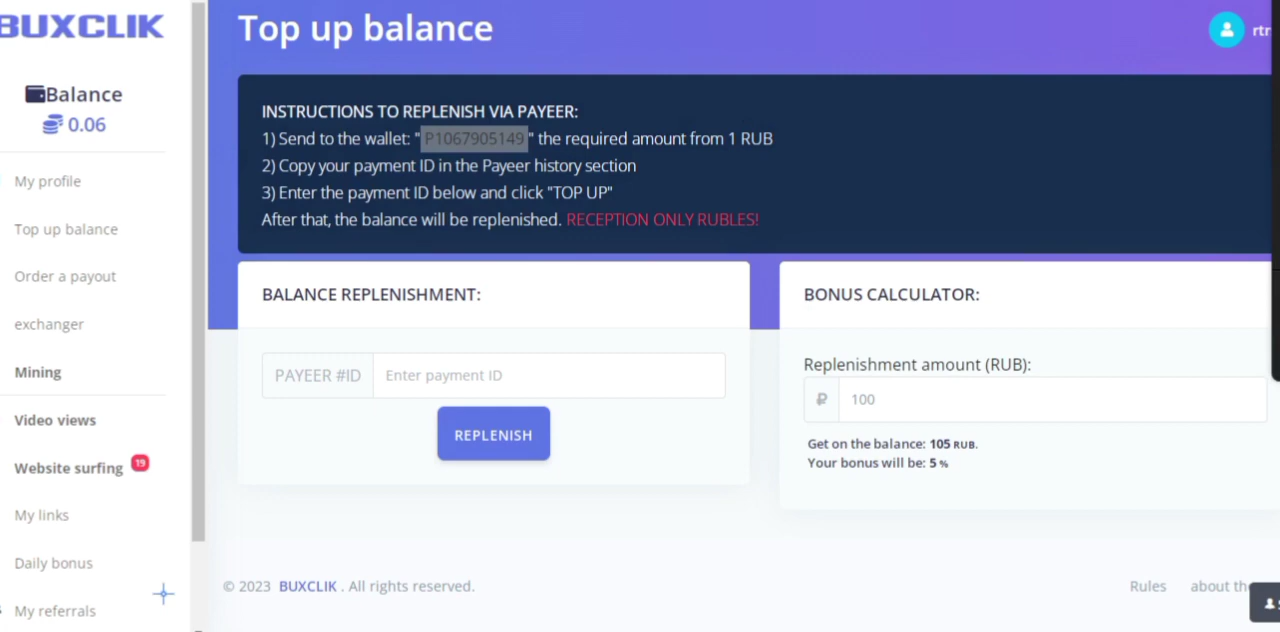 BUXCLIK
Balance
0.06
My profile
Top up balance
Order a payout
exchanger
Mining
Video views
Website surfing 19
My links
Daily bonus
My referrals
Top up balance
INSTRUCTIONS TO REPLENISH VIA PAYEER:
1) Send to the wallet: "P1067905149" the required amount from 1 RUB
2) Copy your payment ID in the Payeer history section
3) Enter the payment ID below and click "TOP UP"
After that, the balance will be replenished. RECEPTION ONLY RUBLES!
BALANCE REPLENISHMENT:
PAYEER #ID Enter payment ID
REPLENISH
BONUS CALCULATOR:
Replenishment amount (RUB):
₽ 100
Get on the balance: 105 RUB.
Your bonus will be: 5 %
© 2023 BUXCLIK . All rights reserved.
Rules about